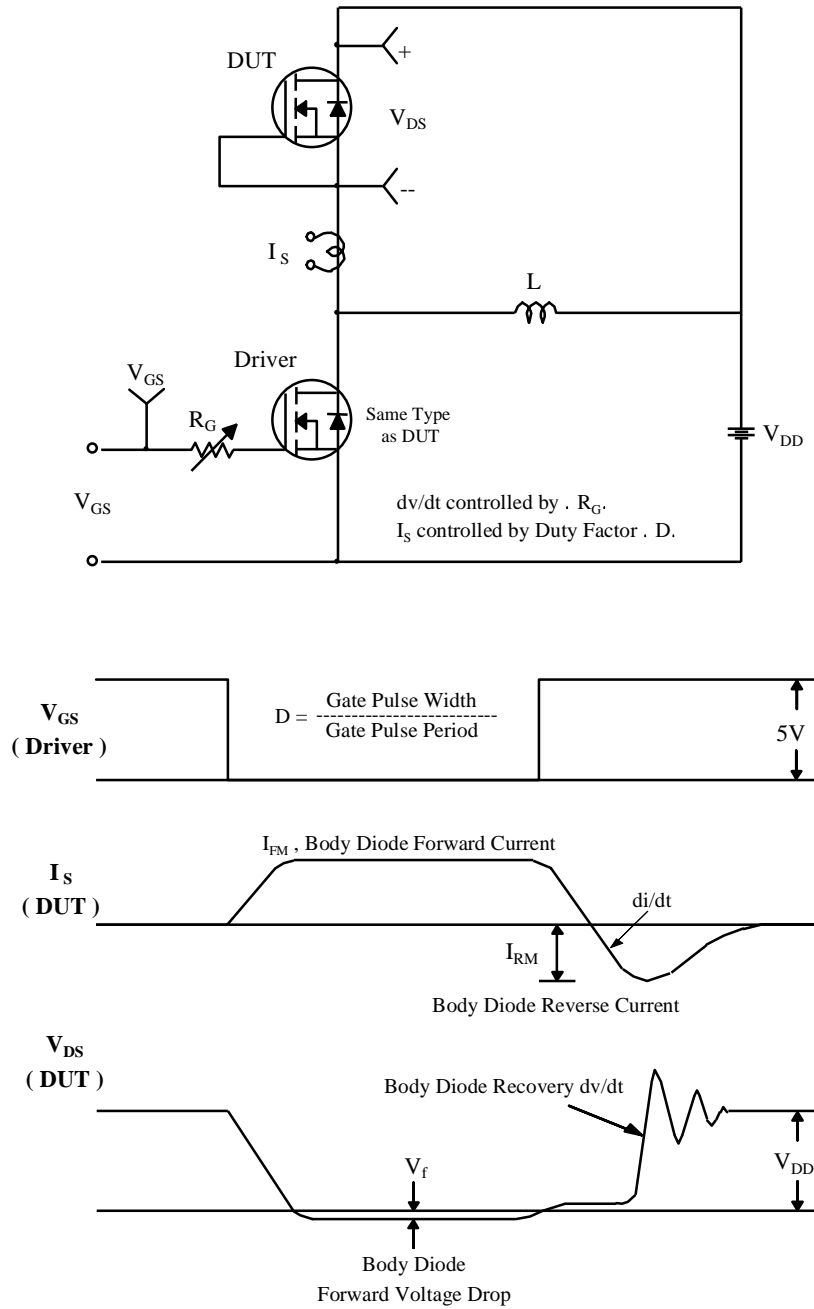 DUT
+
V_DS
--
I_S
L
Driver
V_GS
R_G
Same Type
as DUT
V_DD
V_GS
dv/dt controlled by . R_G.
I_S controlled by Duty Factor . D.
V_GS
( Driver )
D = Gate Pulse Width
--------------------------
Gate Pulse Period
5V
I_FM , Body Diode Forward Current
I_S
( DUT )
di/dt
I_RM
Body Diode Reverse Current
V_DS
( DUT )
Body Diode Recovery dv/dt
V_f
V_DD
Body Diode
Forward Voltage Drop